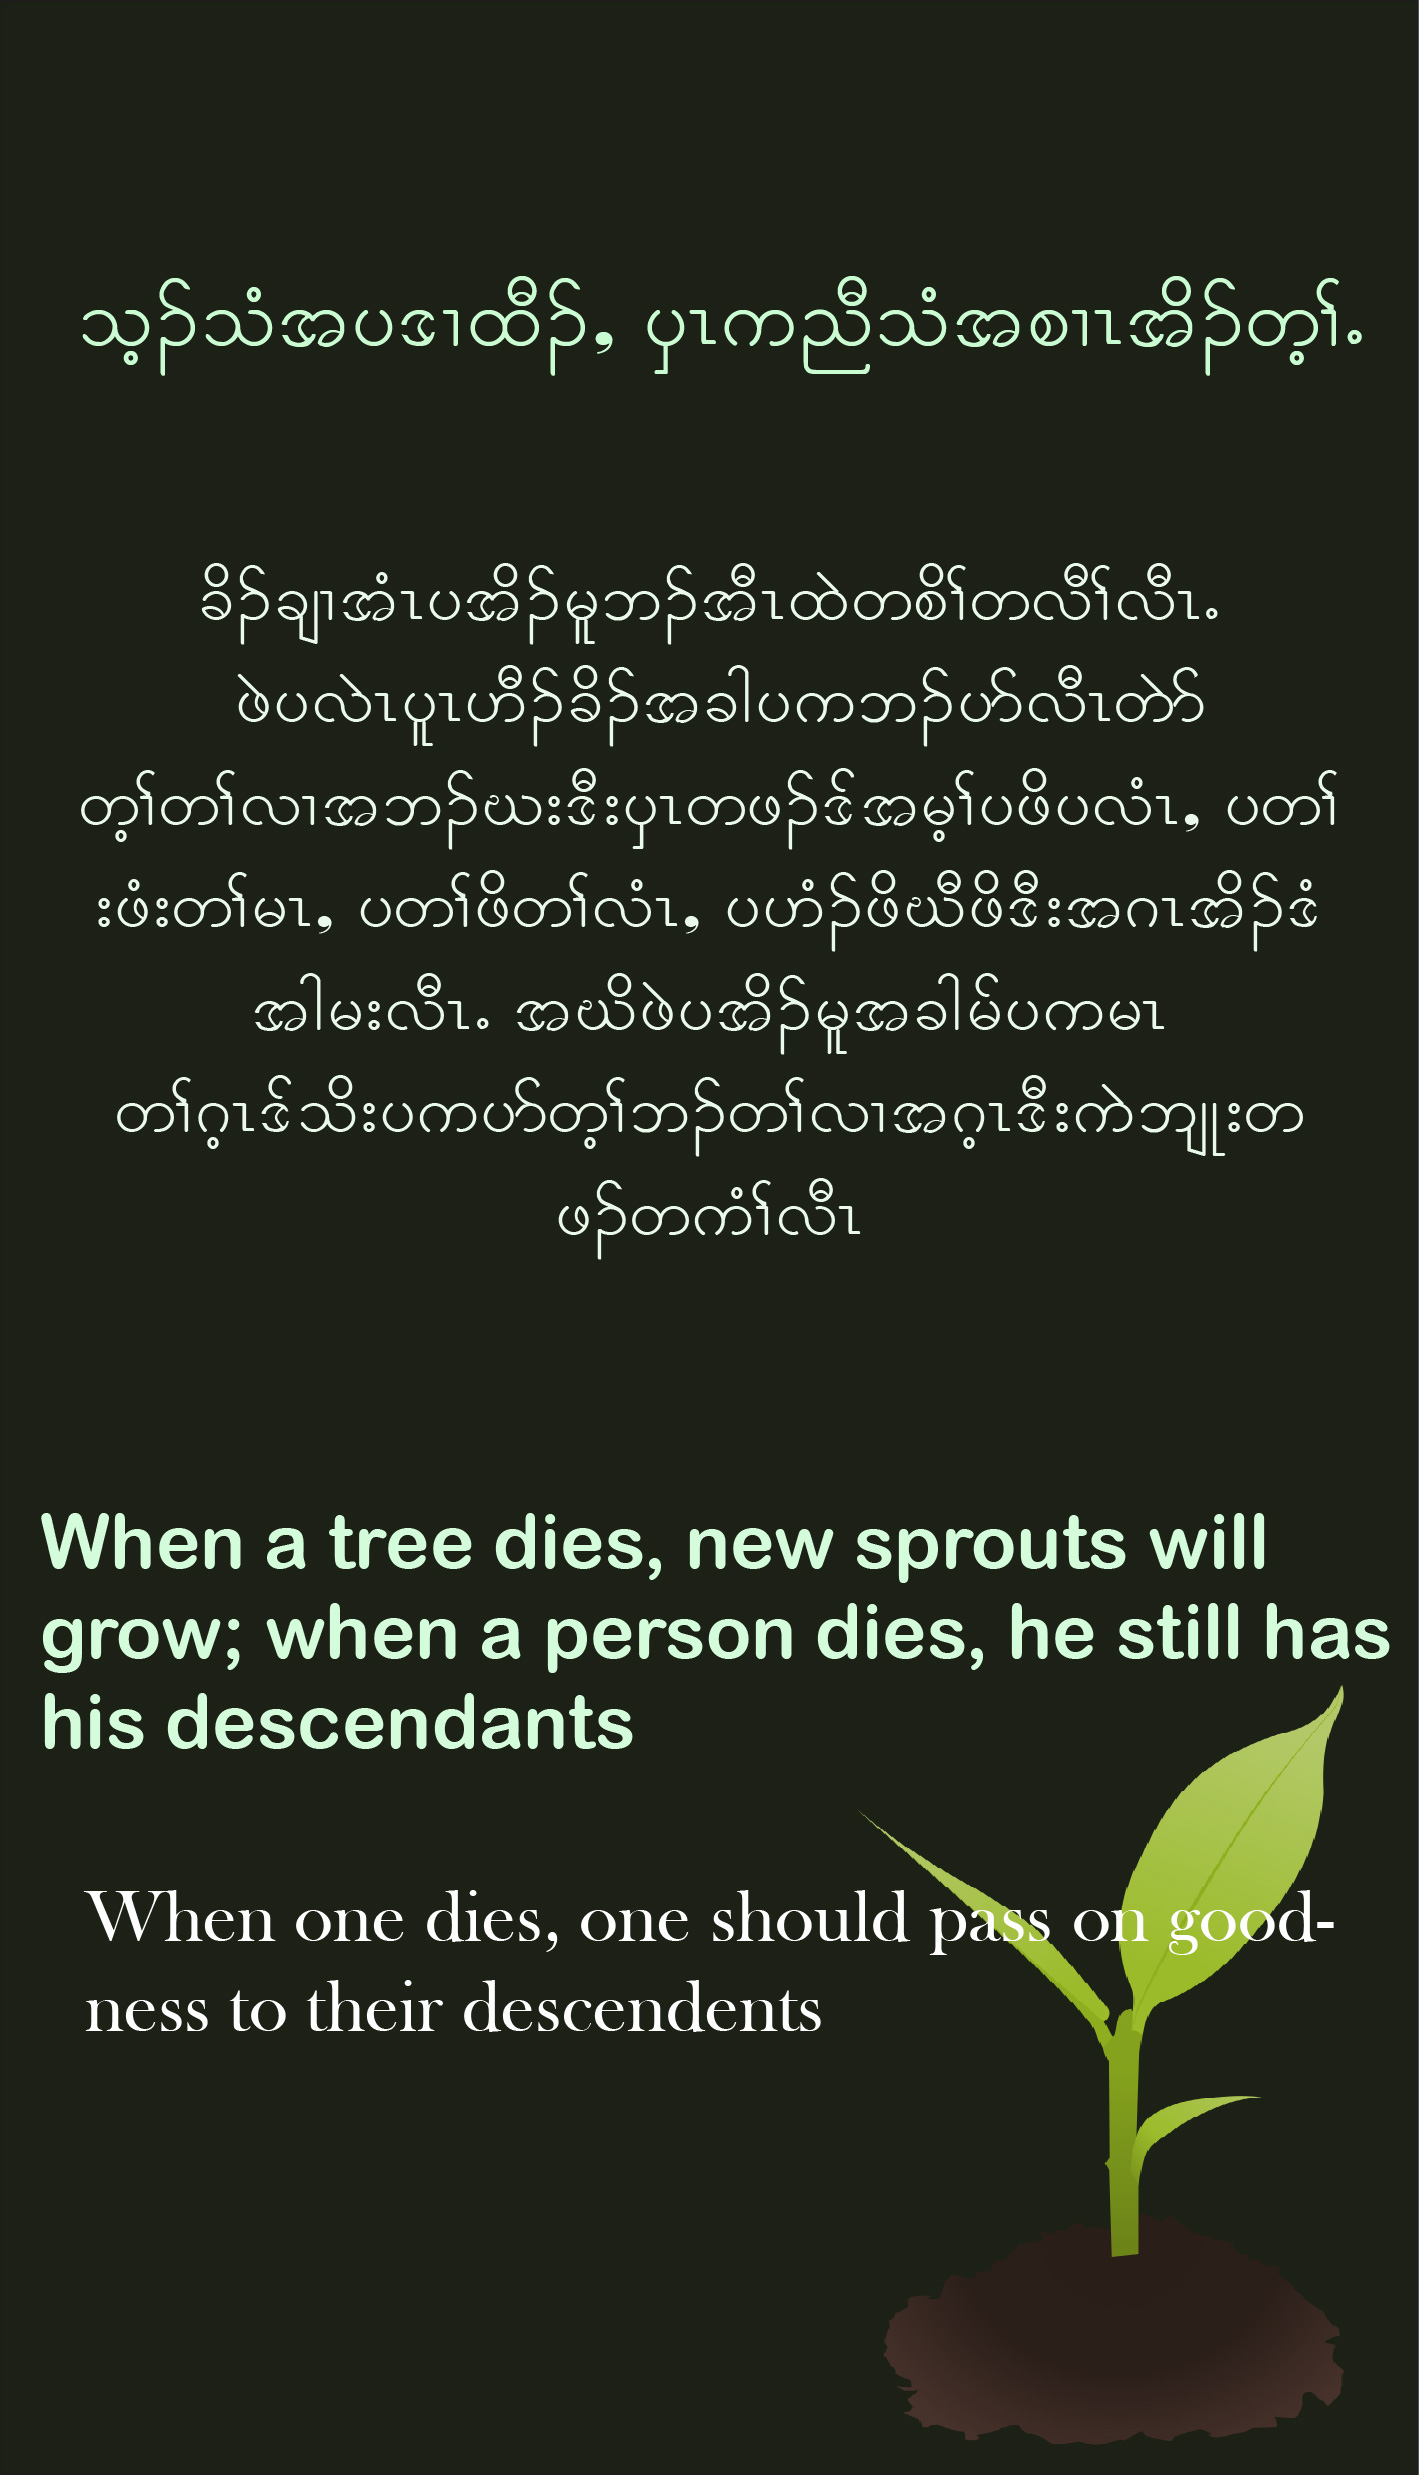 သ့ၣ်သံအပဒၢထီၣ်, ပှၤကညီသံအစၢၤအိၣ်တ့ၢ်.
ခိၣ်ချၢအံၤပအိၣ်မူဘၣ်အီၤထဲတစိၢ်တလီၢ်လီၤ.
ဖဲပလဲၤပူၤဟီၣ်ခိၣ်အခါပကဘၣ်ဟ်လီၤတဲာ်
တ့ၢ်တၢ်လၢအဘၣ်ဃးဒီးပှၤတဖၣ်ဒ်အမ့ၢ်ပဖိပလံၤ, ပတၢ်
းဖံးတၢ်မၤ, ပတၢ်ဖိတၢ်လံၤ, ပဟံၣ်ဖိဃီဖိဒီးအဂၤအိၣ်ဒံ
အါမးလီၤ. အဃိဖဲပအိၣ်မူအခါမ်ပကမၤ
တၢ်ဂ့ၤဒ်သိးပကဟ်တ့ၢ်ဘၣ်တၢ်လၢအဂ့ၤဒီးကဲဘျုးတ
ဖၣ်တကံၢ်လီၤ
When a tree dies, new sprouts will
grow; when a person dies, he still has
his descendants
When one dies, one should pass on good-
ness to their descendents